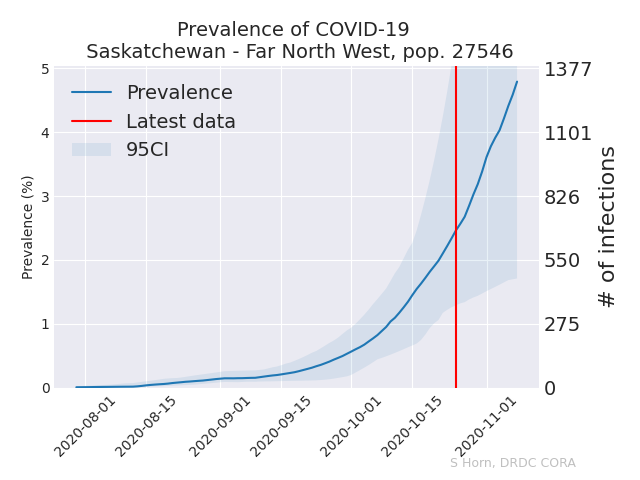 Prevalence of COVID-19
Saskatchewan - Far North West, pop. 27546
Prevalence
Latest data
95CI
Prevalence (%)
5
4
3
2
1
0
1377
1101
826
550
275
0
# of infections
2020-08-01
2020-08-15
2020-09-01
2020-09-15
2020-10-01
2020-10-15
2020-11-01
S Horn, DRDC CORA